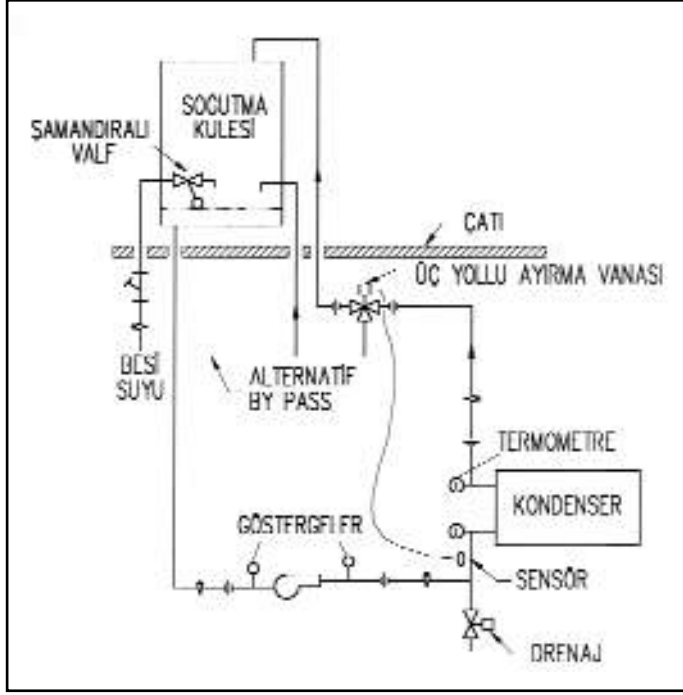 SOĞUTMA
KULESİ
ŞAMANDIRALI
VALF
ÇATI
ÜÇ YOLLU AYIRMA VANASI
BESİ
SUYU
ALTERNATİF
BY PASS
TERMOMETRE
KONDENSER
GÖSTERGELER
SENSÖR
DRENAJ